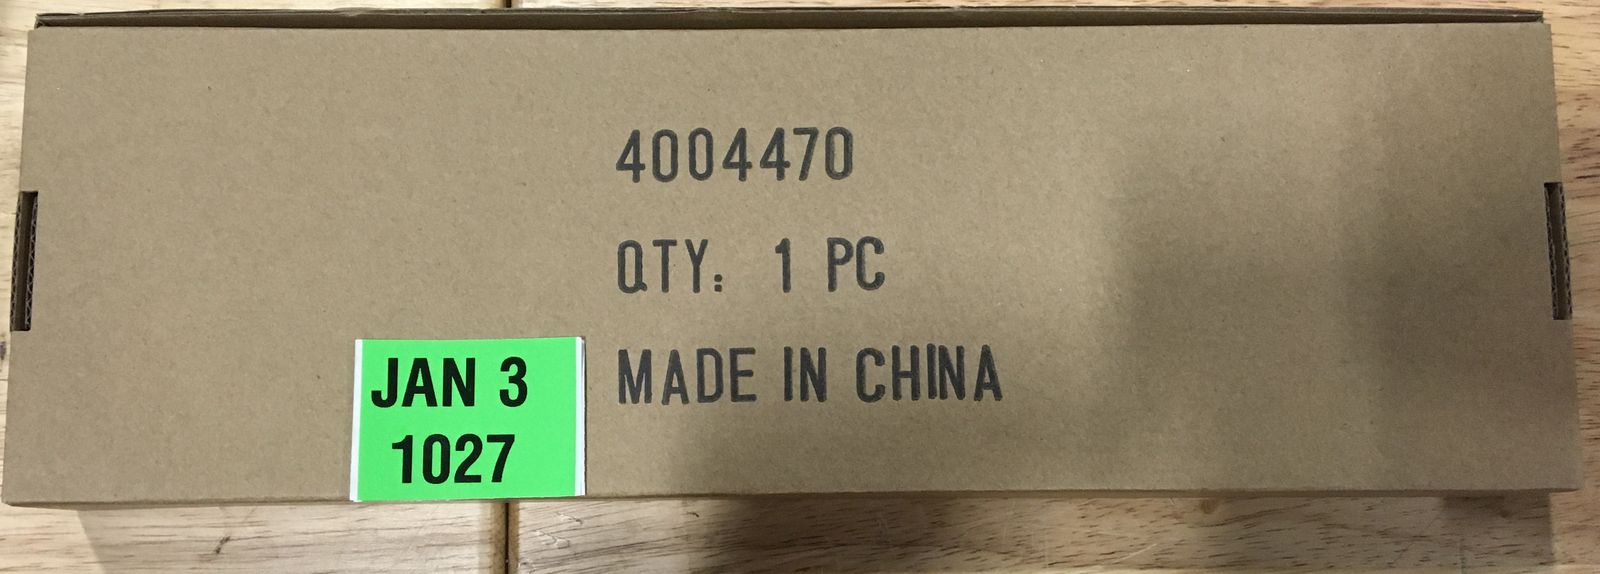 4004470
QTY: 1 PC
MADE IN CHINA
JAN 3
1027